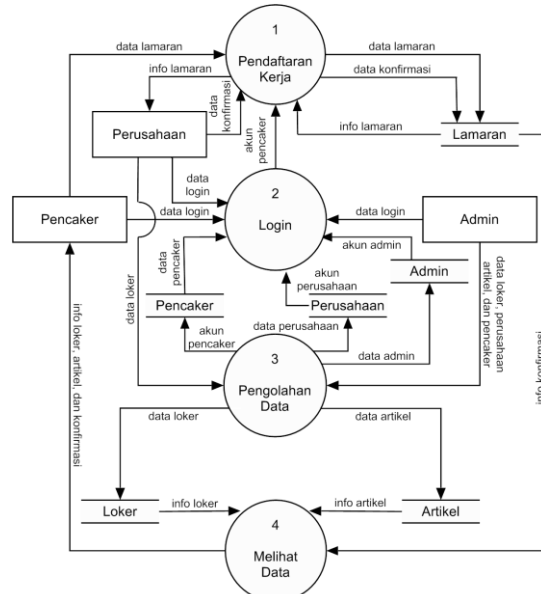 1
Pendaftaran
Kerja
data lamaran
info lamaran
data lamaran
data konfirmasi
data
konfirmasi
akun
pencaker
info lamaran
Perusahaan
Lamaran
data
login
2
Login
Pencaker
data login
data login
Admin
akun admin
data
pencaker
akun
perusahaan
Admin
data loker, perusahaan
artikel, dan pencaker
data loker
Pencaker
Perusahaan
akun
pencaker
data perusahaan
data admin
info loker, artikel, dan konfirmasi
info konfirmasi
3
Pengolahan
Data
data loker
data artikel
Loker
info loker
info artikel
Artikel
4
Melihat
Data